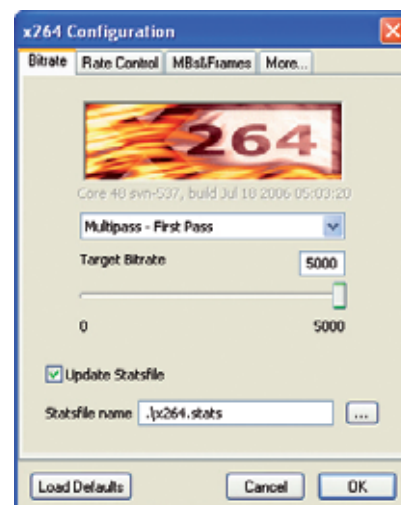 x264 Configuration
Bitrate Rate Control MBs&Frames More...
264
Core 48 svn-537, build Jul 18 2006 05:03:20
Multipass - First Pass
Target Bitrate 5000
0 5000
Update Statsfile
Statsfile name .\x264.stats ...
Load Defaults Cancel OK